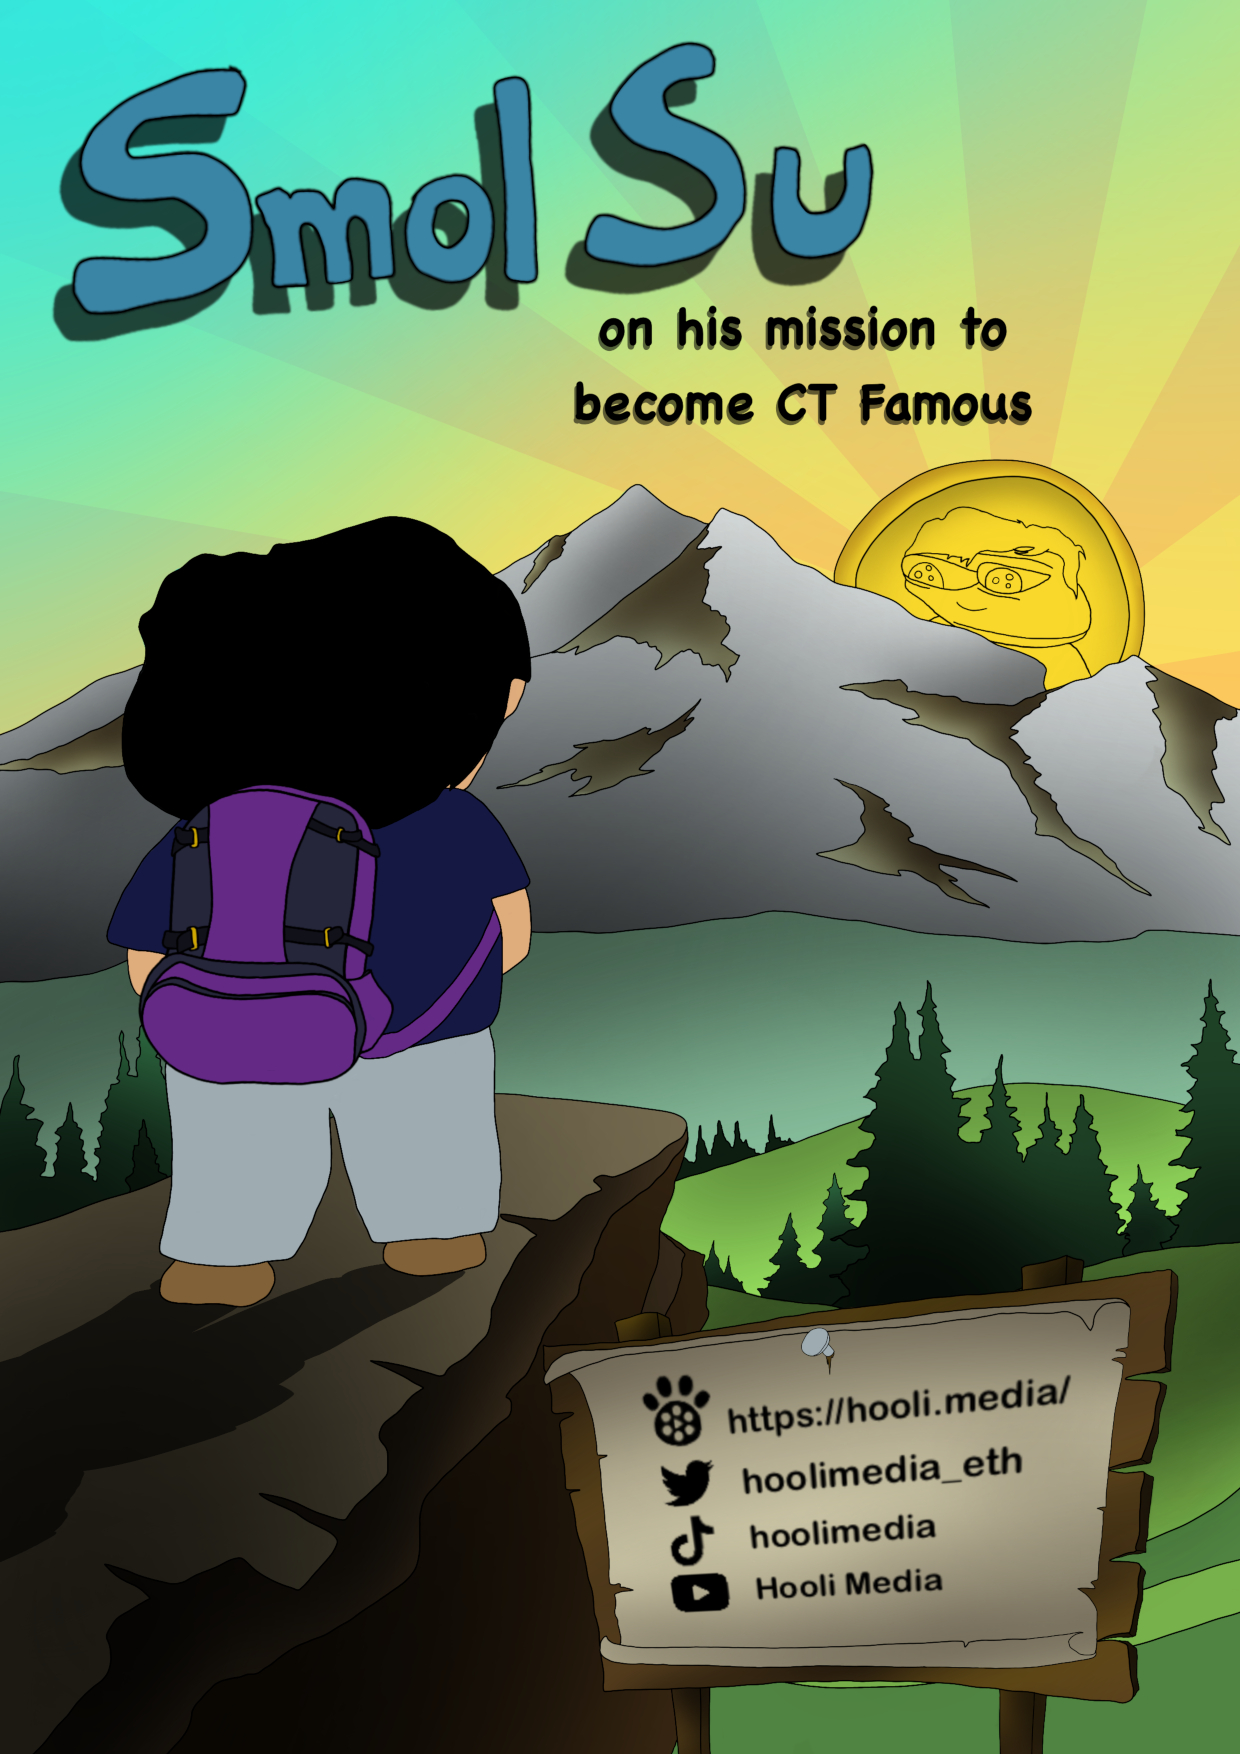 Smol Su
on his mission to
become CT Famous
https://hooli.media/
hoolimedia_eth
hoolimedia
Hooli Media